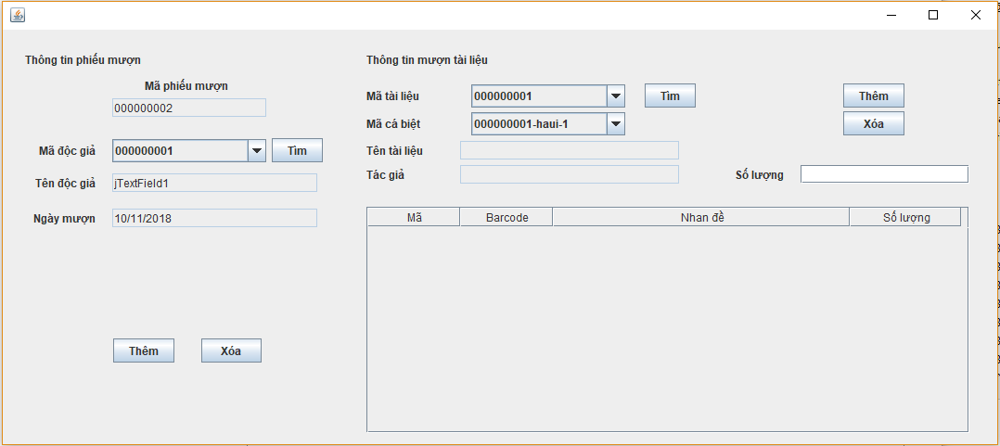 Thông tin phiếu mượn
Mã phiếu mượn
000000002
Mã độc giả 000000001 Tìm
Tên độc giả jTextField1
Ngày mượn 10/11/2018
Thêm Xóa
Thông tin mượn tài liệu
Mã tài liệu 000000001 Tìm Thêm
Mã cá biệt 000000001-haui-1 Xóa
Tên tài liệu
Tác giả Số lượng
Mã Barcode Nhan đề Số lượng